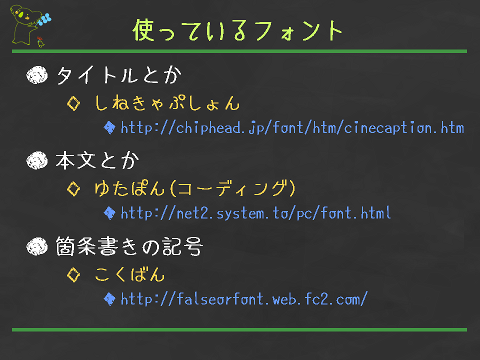 使っているフォント
タイトルとか
しねきゃぷしょん
http://chiphead.jp/font/htm/cinecaption.htm
本文とか
ゆたぽん(コーディング)
http://net2.system.to/pc/font.html
箇条書きの記号
こくばん
http://falseorfont.web.fc2.com/